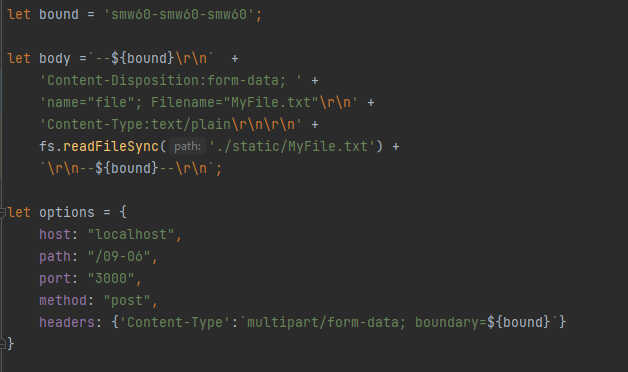 let bound = 'smw60-smw60-smw60';
let body =`--${bound}\r\n`  +
'Content-Disposition:form-data; ' +
'name="file"; Filename="MyFile.txt"\r\n' +
'Content-Type:text/plain\r\n\r\n' +
fs.readFileSync( path: './static/MyFile.txt') +
`\r\n--${bound}--\r\n`;
let options = {
host: "localhost",
path: "/09-06",
port: "3000",
method: "post",
headers: {'Content-Type':`multipart/form-data; boundary=${bound}`}
}